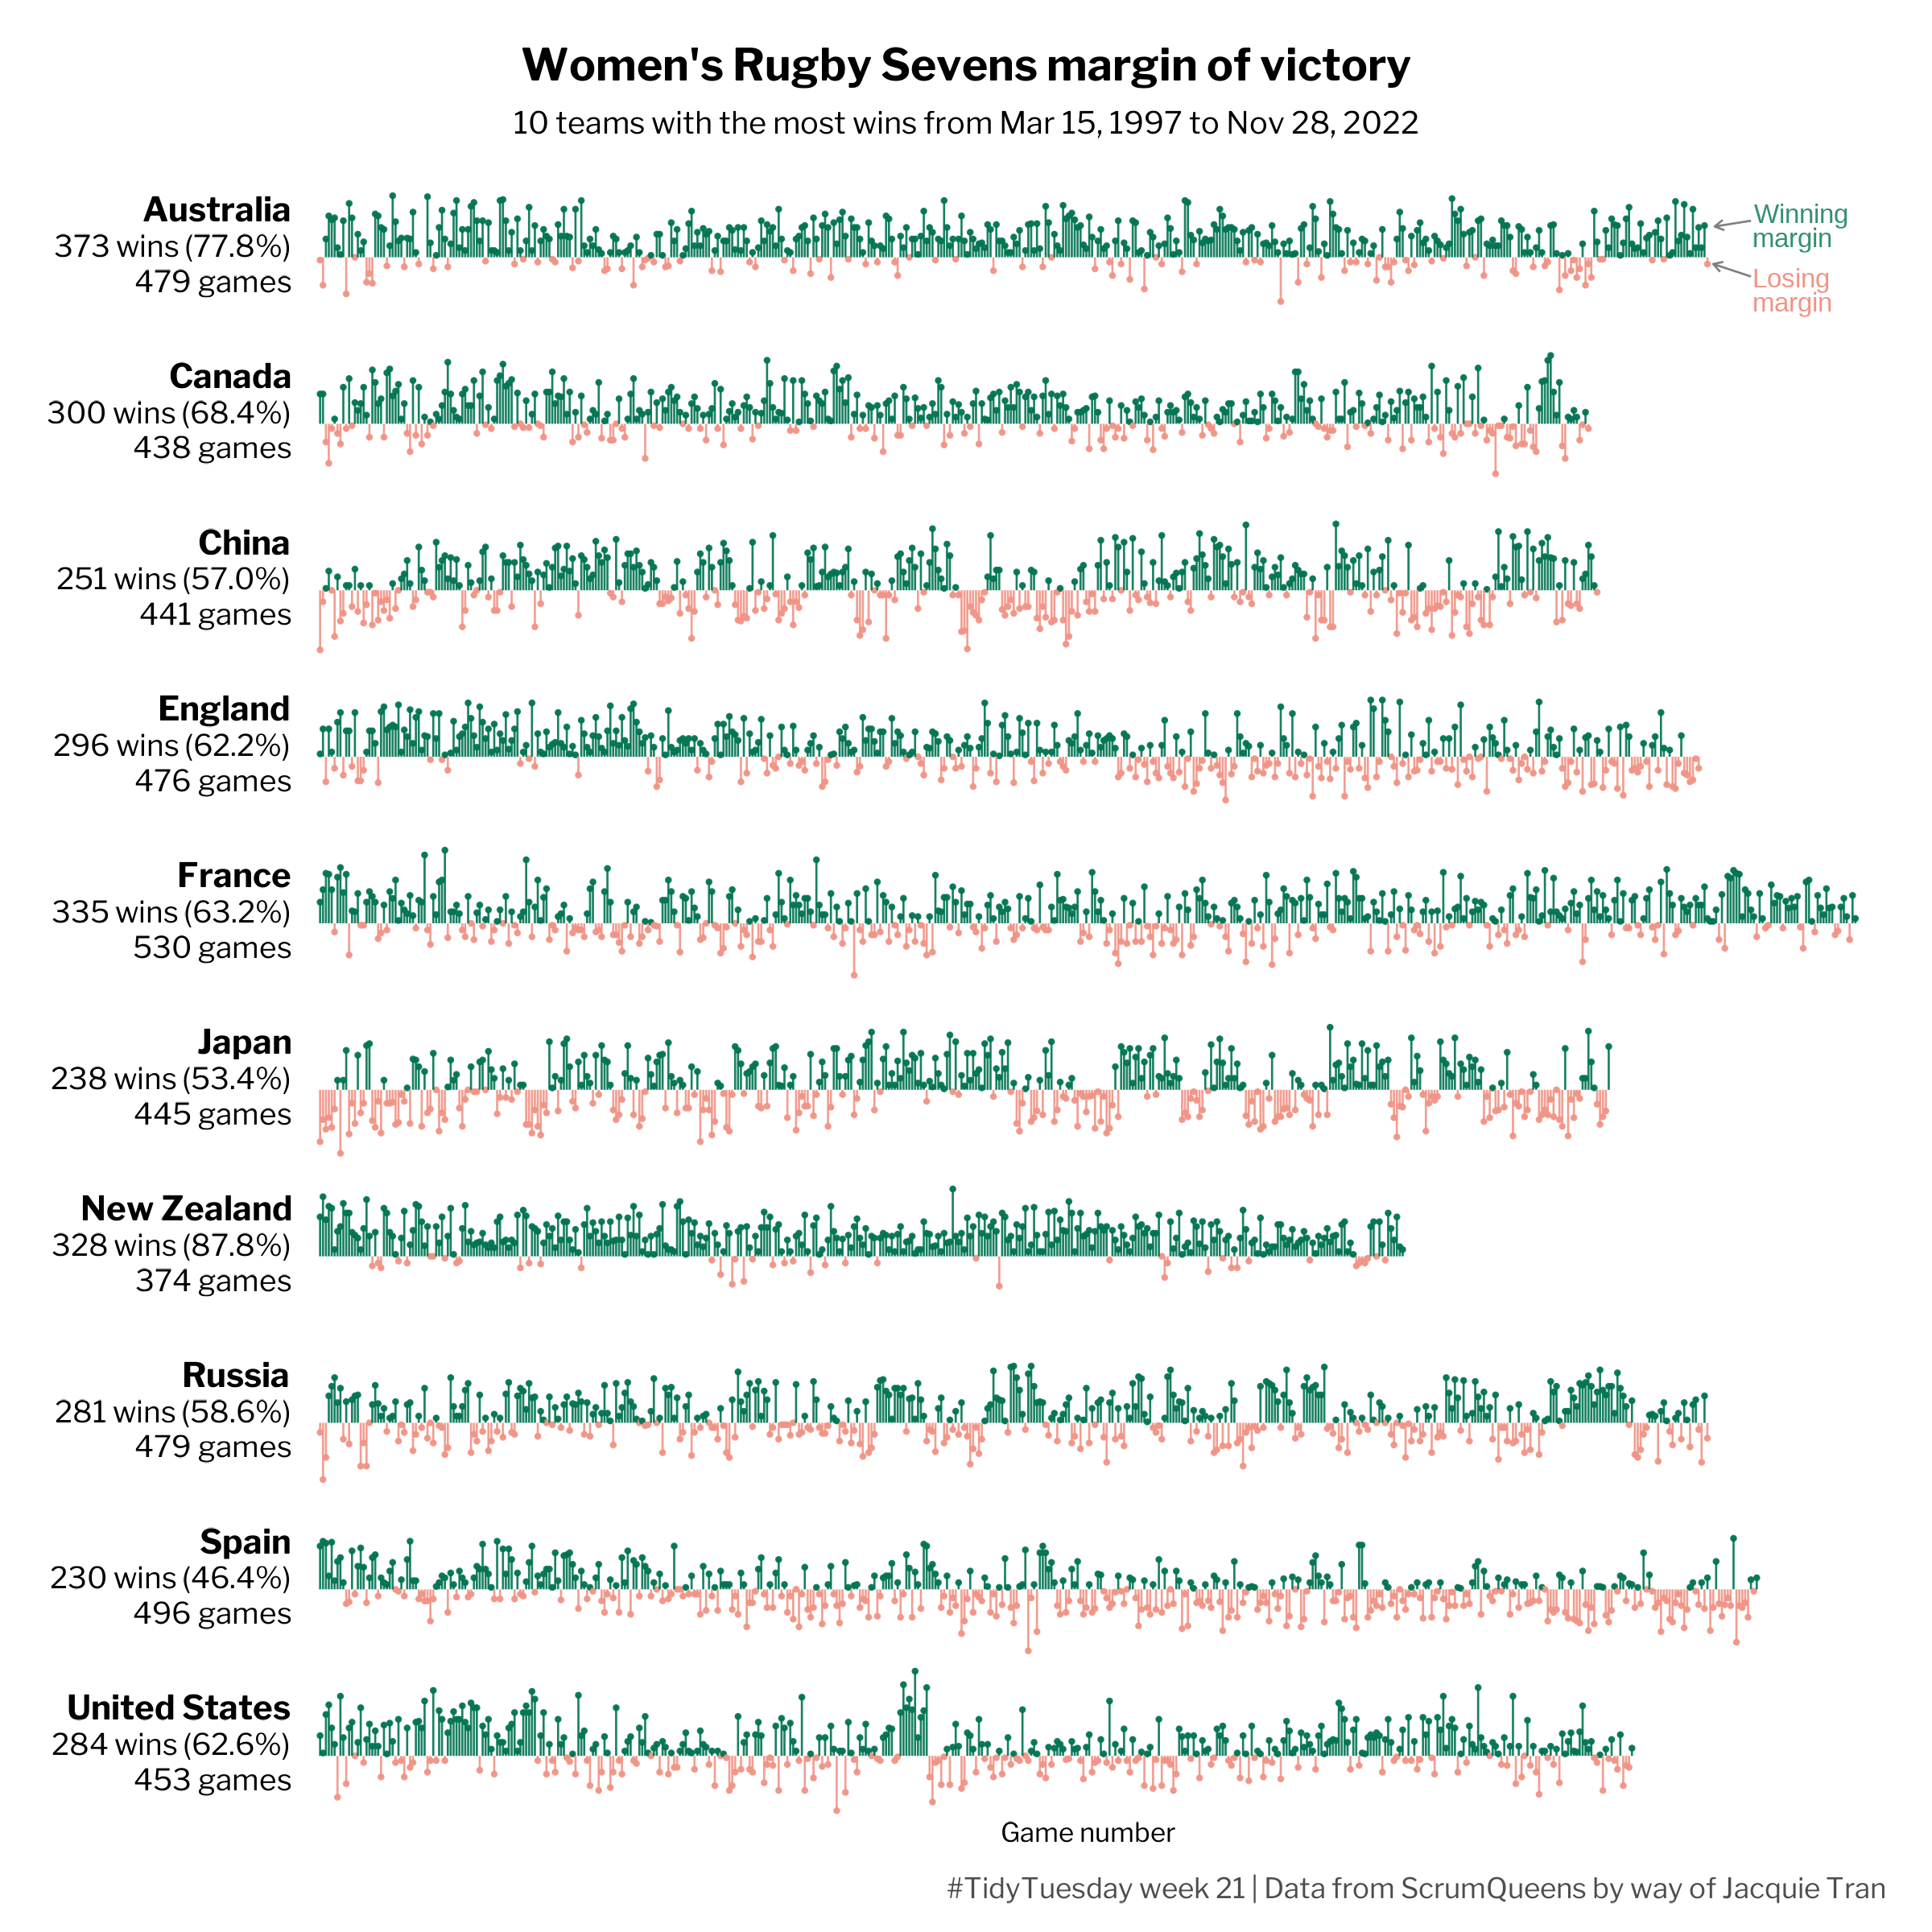 Women's Rugby Sevens margin of victory
10 teams with the most wins from Mar 15, 1997 to Nov 28, 2022
Australia
373 wins (77.8%)
479 games
Winning
margin
Losing
margin
Canada
300 wins (68.4%)
438 games
China
251 wins (57.0%)
441 games
England
296 wins (62.2%)
476 games
France
335 wins (63.2%)
530 games
Japan
238 wins (53.4%)
445 games
New Zealand
328 wins (87.8%)
374 games
Russia
281 wins (58.6%)
479 games
Spain
230 wins (46.4%)
496 games
United States
284 wins (62.6%)
453 games
Game number
#TidyTuesday week 21 | Data from ScrumQueens by way of Jacquie Tran